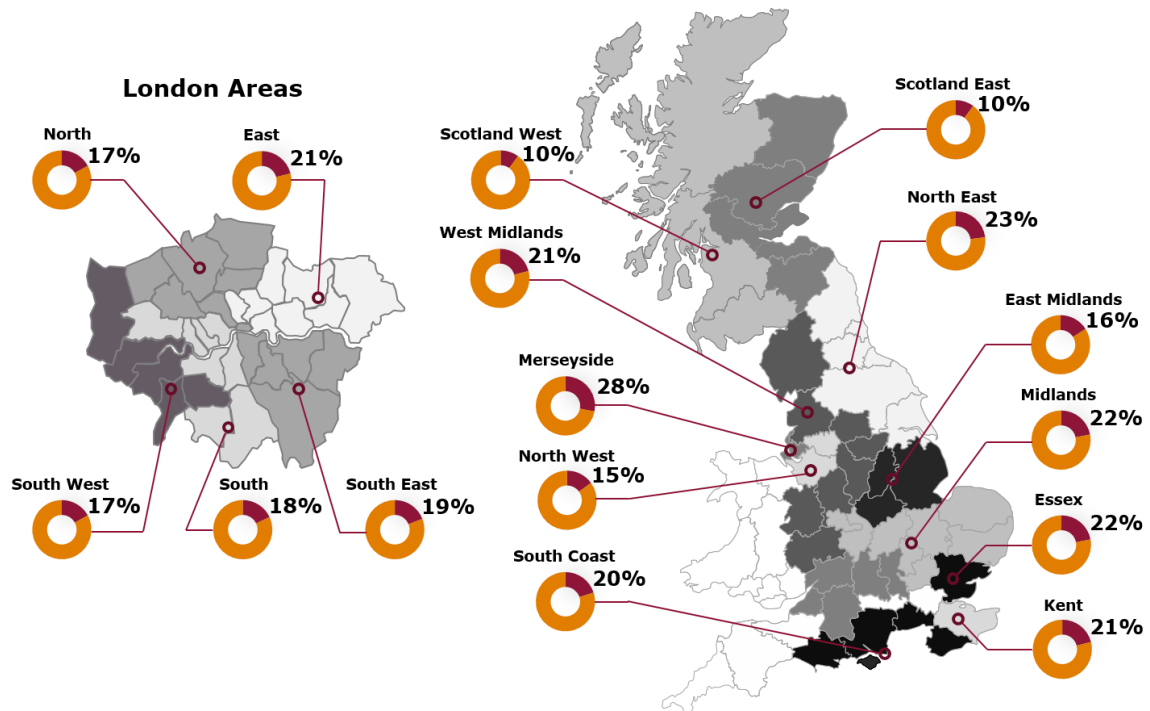 London Areas
North
17%
East
21%
South West
17%
South
18%
South East
19%
Scotland East
10%
Scotland West
10%
North East
23%
West Midlands
21%
East Midlands
16%
Merseyside
28%
Midlands
22%
North West
15%
Essex
22%
South Coast
20%
Kent
21%